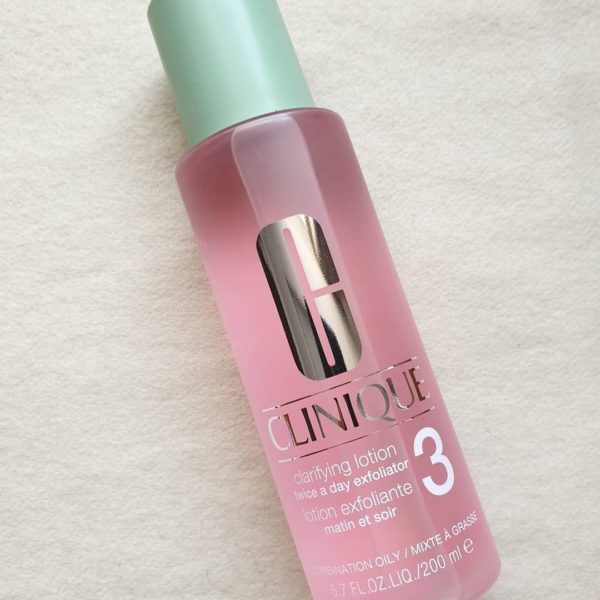 CLINIQUE
clarifying lotion
twice a day exfoliator
lotion exfoliante
matin et soir
3
COMBINATION OILY / MIXTE À GRASSE
6.7 FL.OZ.LIQ./200 ml e